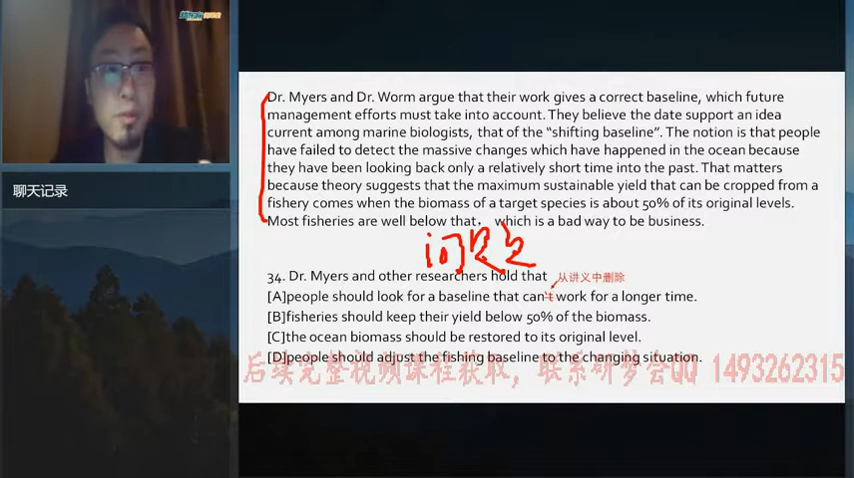 聊天记录
Dr. Myers and Dr. Worm argue that their work gives a correct baseline, which future
management efforts must take into account. They believe the date support an idea
current among marine biologists, that of the “shifting baseline”. The notion is that people
have failed to detect the massive changes which have happened in the ocean because
they have been looking back only a relatively short time into the past. That matters
because theory suggests that the maximum sustainable yield that can be cropped from a
fishery comes when the biomass of a target species is about 50% of its original levels.
Most fisheries are well below that， which is a bad way to be business.
34. Dr. Myers and other researchers hold that
从讲义中删除
[A]people should look for a baseline that can't work for a longer time.
[B]fisheries should keep their yield below 50% of the biomass.
[C]the ocean biomass should be restored to its original level.
[D]people should adjust the fishing baseline to the changing situation.
后续完整视频课程获取，联系研梦会QQ 1493262315